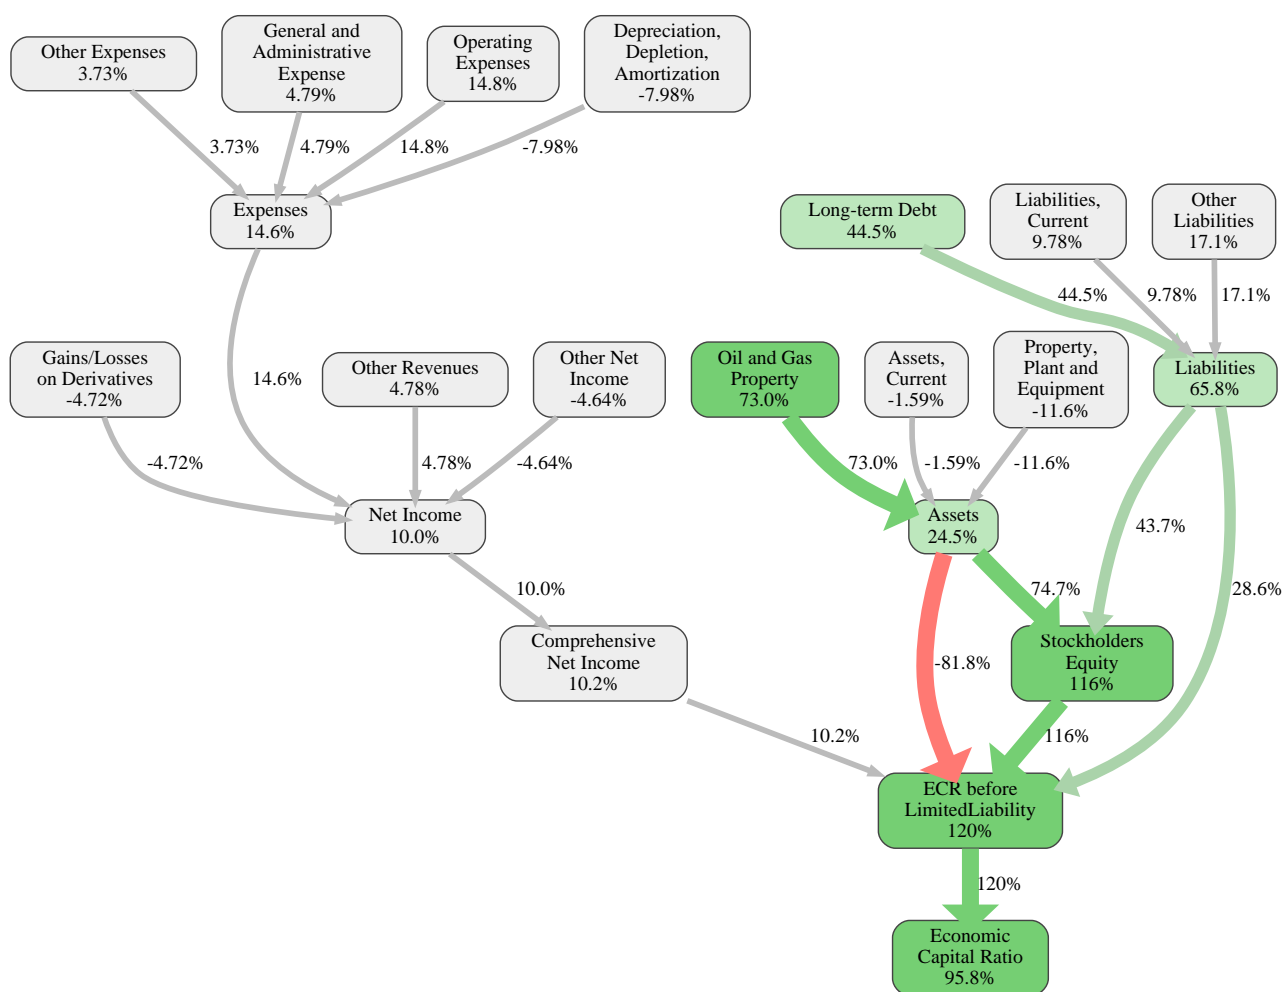 Other Expenses
3.73%
General and
Administrative
Expense
4.79%
Operating
Expenses
14.8%
Depreciation,
Depletion,
Amortization
-7.98%
3.73%
4.79%
14.8%
-7.98%
Expenses
14.6%
Long-term Debt
44.5%
Liabilities,
Current
9.78%
Other
Liabilities
17.1%
44.5%
9.78%
17.1%
Gains/Losses
on Derivatives
-4.72%
14.6%
Other Revenues
4.78%
Other Net
Income
-4.64%
Oil and Gas
Property
73.0%
Assets,
Current
-1.59%
Property,
Plant and
Equipment
-11.6%
Liabilities
65.8%
-4.72%
4.78%
-4.64%
73.0%
-1.59%
-11.6%
Net Income
10.0%
Assets
24.5%
43.7%
10.0%
74.7%
28.6%
Comprehensive
Net Income
10.2%
-81.8%
Stockholders
Equity
116%
10.2%
116%
ECR before
LimitedLiability
120%
120%
Economic
Capital Ratio
95.8%